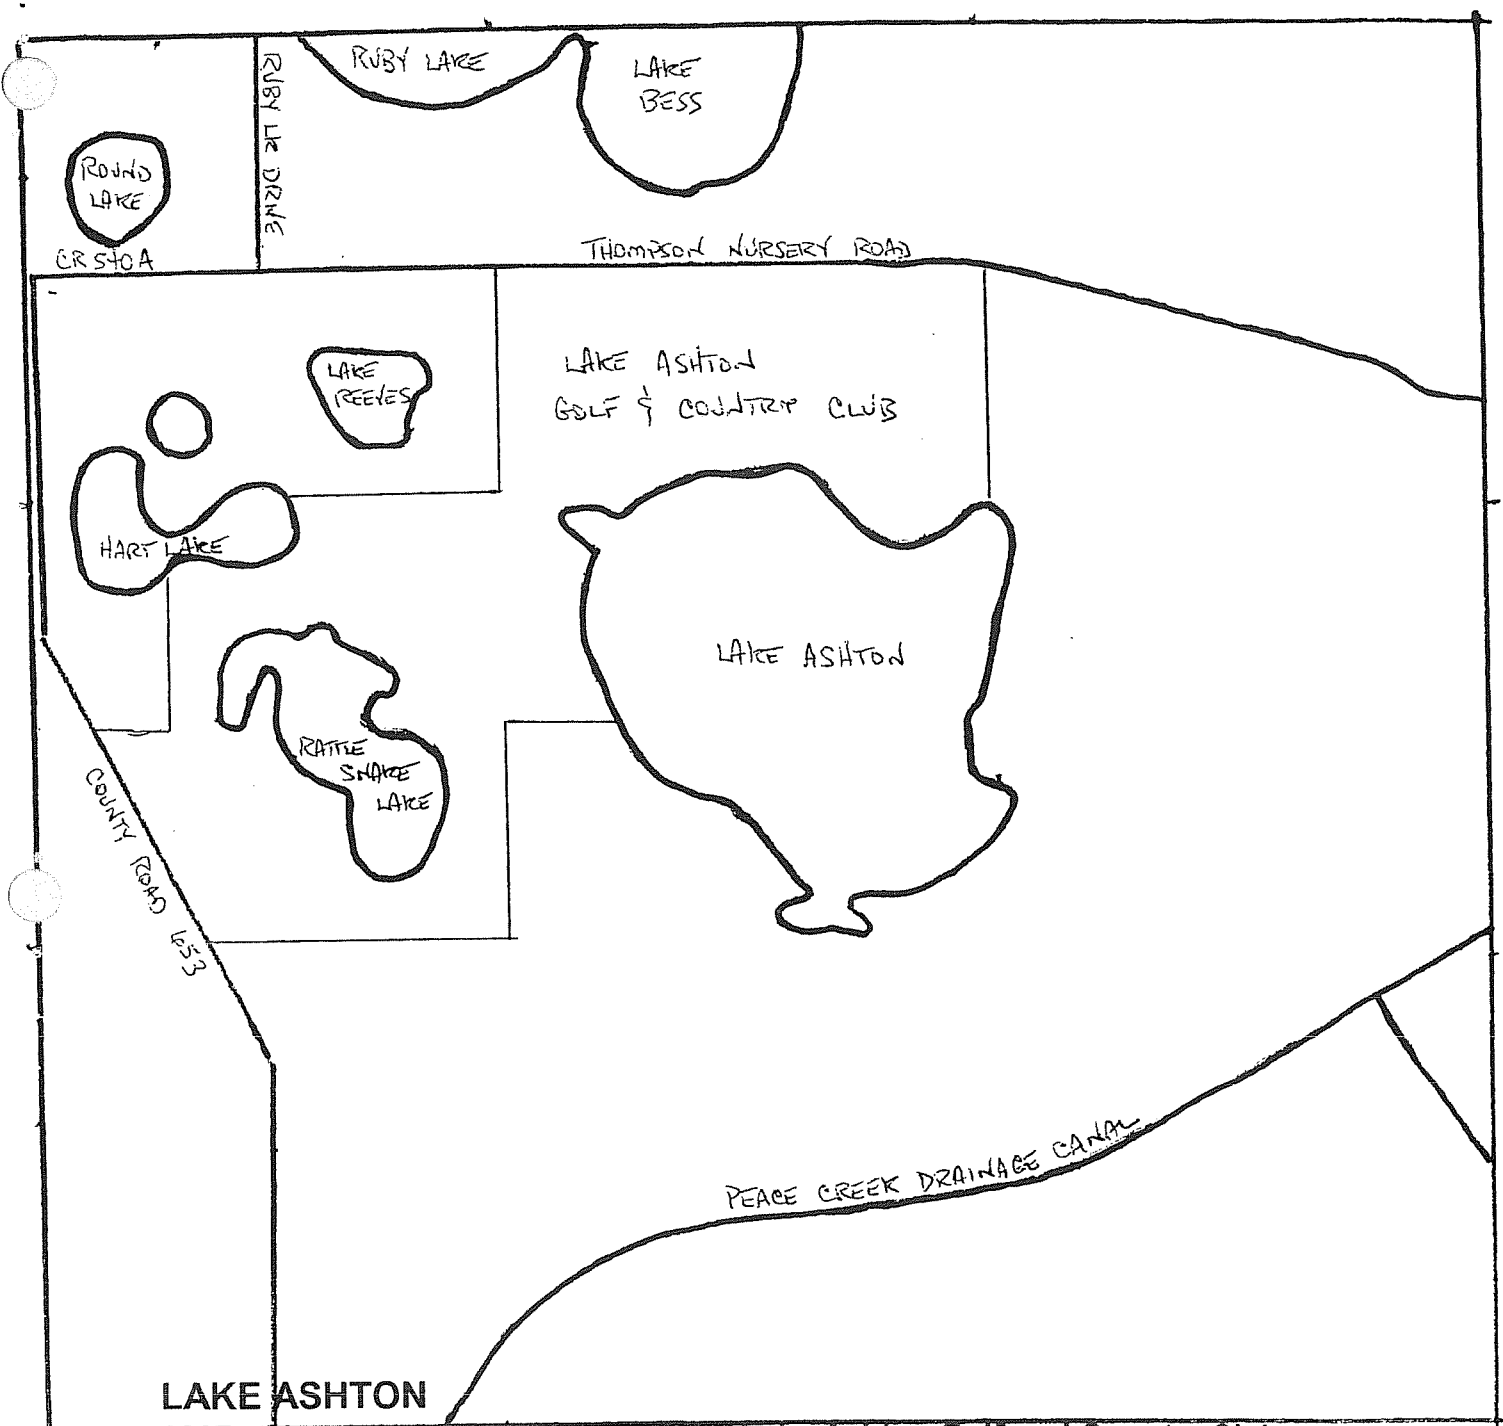 RUBY LAKE
LAKE
BESS
RUBY LK DRIVE
ROUND
LAKE
CR 540A
THOMPSON NURSERY ROAD
LAKE
REEVES
LAKE ASHTON
GOLF & COUNTRY CLUB
HART LAKE
LAKE ASHTON
RATTLE
SNAKE
LAKE
COUNTY ROAD 653
PEACE CREEK DRAINAGE CANAL
LAKE ASHTON